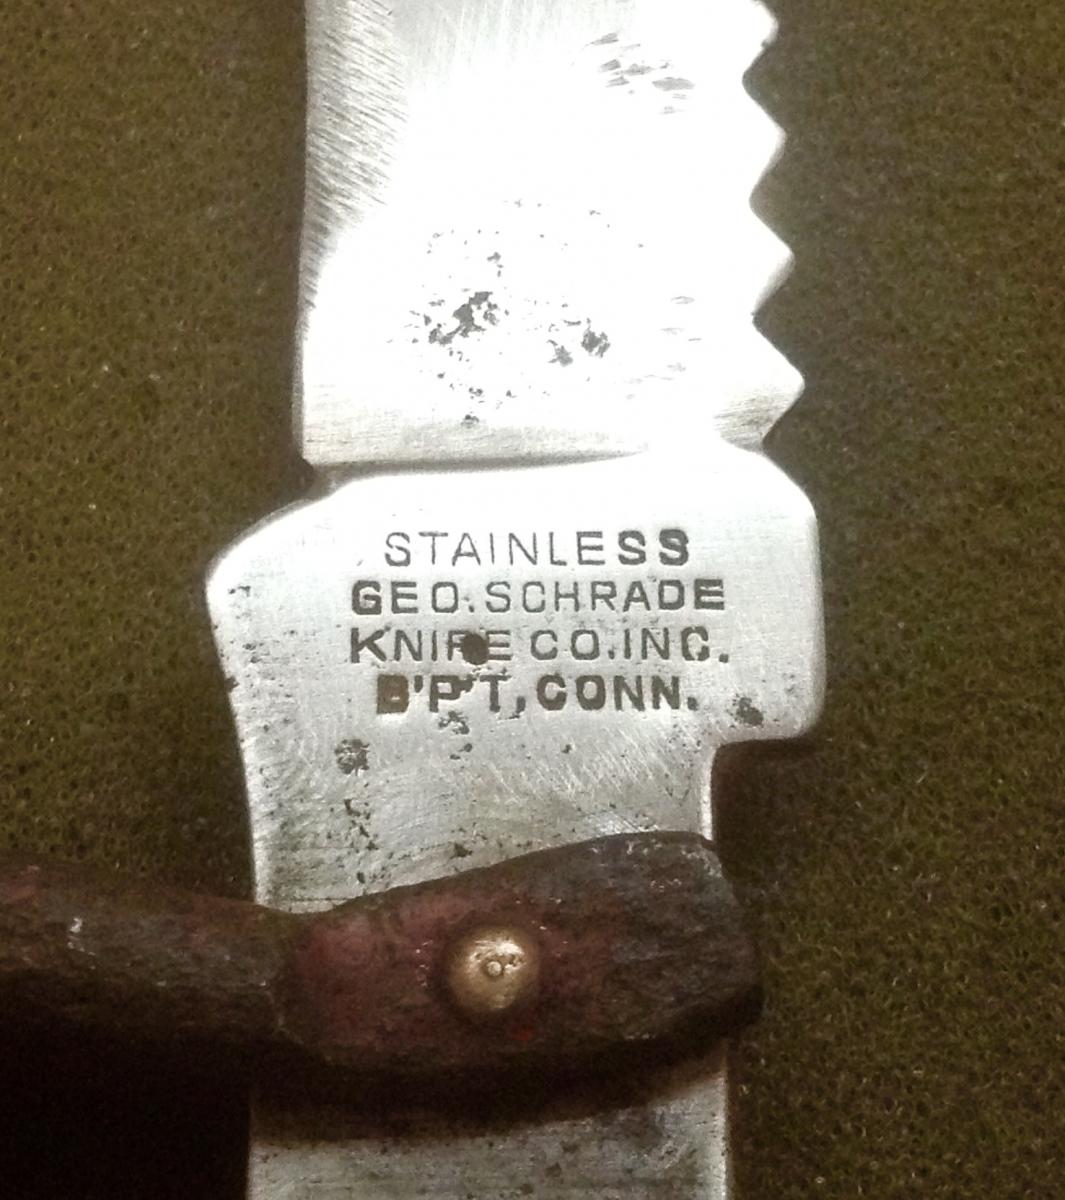 STAINLESS
GEO. SCHRADE
KNIFE CO. INC.
B'P'T, CONN.